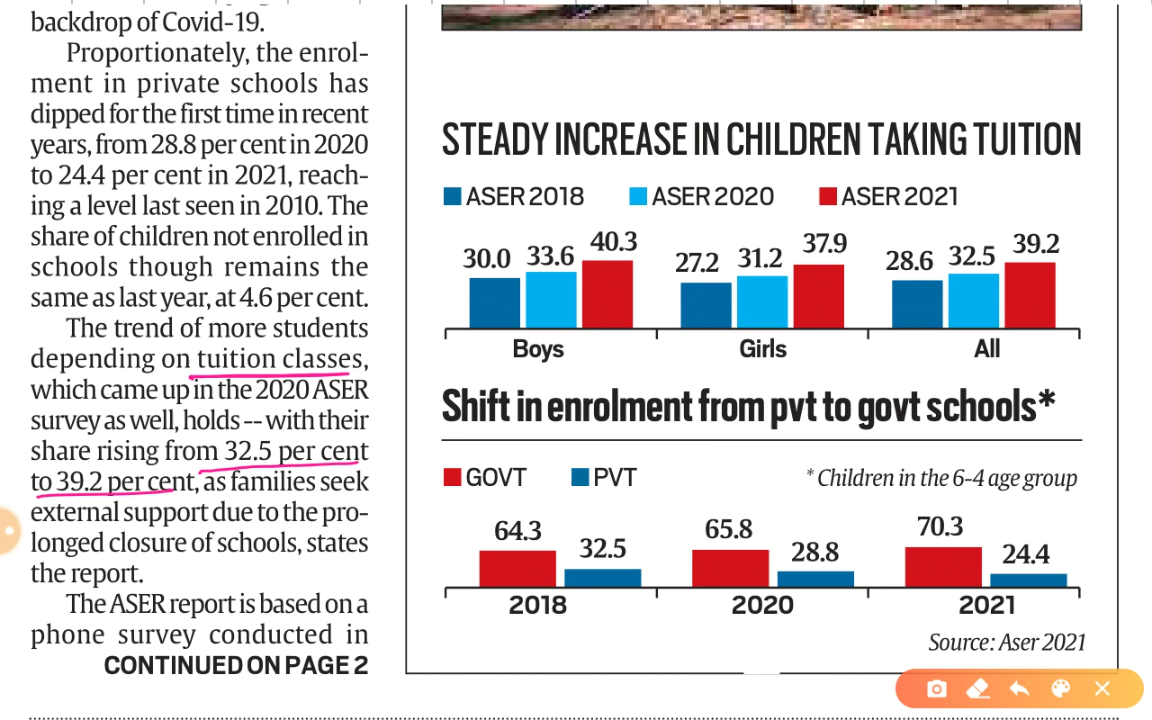 backdrop of Covid-19.
Proportionately, the enrol-
ment in private schools has
dipped for the first time in recent
years, from 28.8 per cent in 2020
to 24.4 per cent in 2021, reach-
ing a level last seen in 2010. The
share of children not enrolled in
schools though remains the
same as last year, at 4.6 per cent.
The trend of more students
depending on tuition classes,
which came up in the 2020 ASER
survey as well, holds -- with their
share rising from 32.5 per cent
to 39.2 per cent, as families seek
external support due to the pro-
longed closure of schools, states
the report.
The ASER report is based on a
phone survey conducted in
CONTINUED ON PAGE 2
STEADY INCREASE IN CHILDREN TAKING TUITION
ASER 2018 ASER 2020 ASER 2021
30.0 33.6 40.3 27.2 31.2 37.9 28.6 32.5 39.2
Boys Girls All
Shift in enrolment from pvt to govt schools*
GOVT PVT * Children in the 6-4 age group
64.3 32.5 65.8 28.8 70.3 24.4
2018 2020 2021
Source: Aser 2021